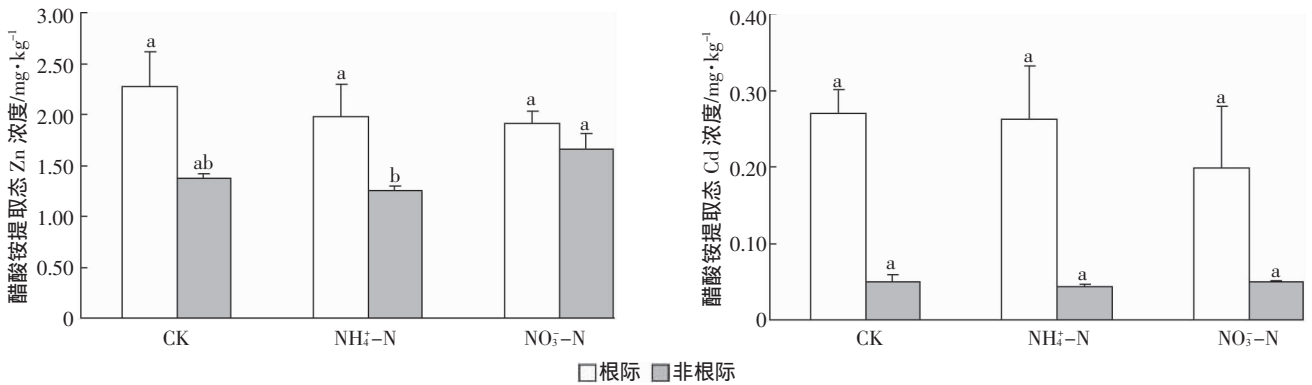 醋酸铵提取态 Zn 浓度/mg·kg⁻¹
3.00
2.50
2.00
1.50
1.00
0.50
0
a
ab
a
b
a
a
CK
NH₄⁺-N
NO₃⁻-N
醋酸铵提取态 Cd 浓度/mg·kg⁻¹
0.40
0.30
0.20
0.10
0
a
a
a
a
a
a
CK
NH₄⁺-N
NO₃⁻-N
根际 非根际